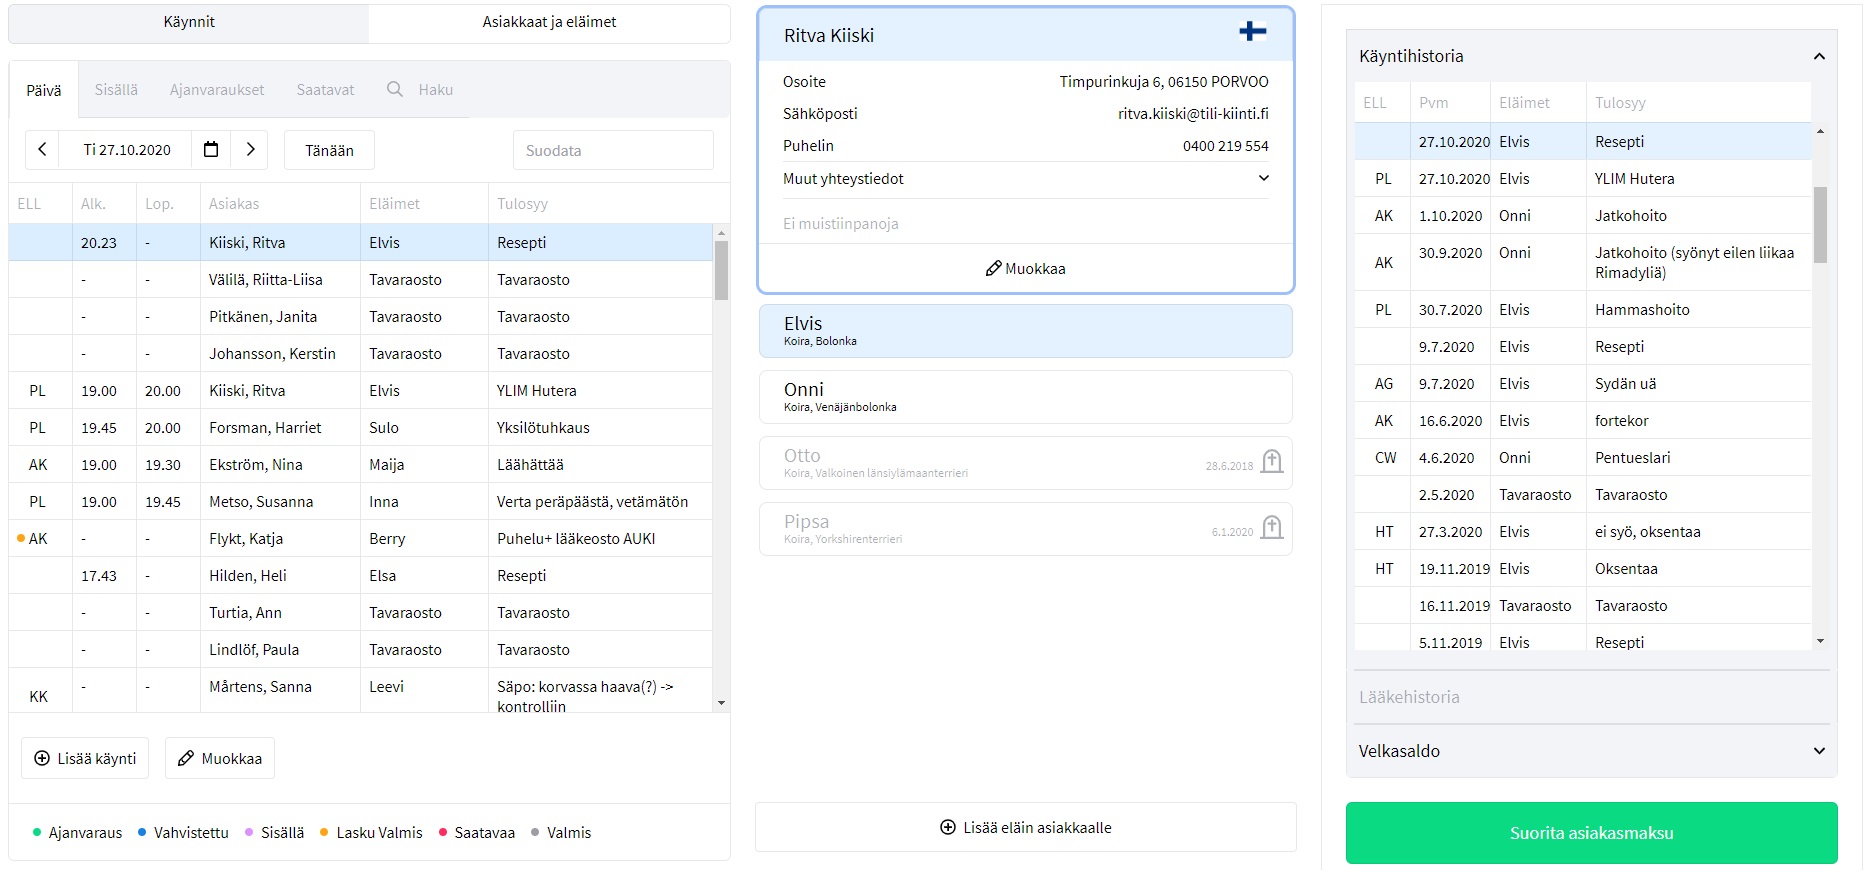 Käynnit Asiakkaat ja eläimet
Päivä Sisällä Ajanvaraukset Saatavat Haku
Ti 27.10.2020 Tänään Suodata
ELL Alk. Lop. Asiakas Eläimet Tulosyy
20.23 - Kiiski, Ritva Elvis Resepti
- - Välilä, Riitta-Liisa Tavaraosto Tavaraosto
- - Pitkänen, Janita Tavaraosto Tavaraosto
- - Johansson, Kerstin Tavaraosto Tavaraosto
PL 19.00 20.00 Kiiski, Ritva Elvis YLIM Hutera
PL 19.45 20.00 Forsman, Harriet Sulo Yksilötuhkaus
AK 19.00 19.30 Ekström, Nina Maija Läähättää
PL 19.00 19.45 Metso, Susanna Inna Verta peräpäästä, vetämätön
AK - - Flykt, Katja Berry Puhelu+ lääkeosto AUKI
17.43 - Hilden, Heli Elsa Resepti
- - Turtia, Ann Tavaraosto Tavaraosto
- - Lindlöf, Paula Tavaraosto Tavaraosto
KK - - Mårtens, Sanna Leevi Säpo: korvassa haava(?) ->
kontrolliin
Lisää käynti Muokkaa
Ajanvaraus Vahvistettu Sisällä Lasku Valmis Saatavaa Valmis
Ritva Kiiski
Osoite Timpurinkuja 6, 06150 PORVOO
Sähköposti ritva.kiiski@tili-kiinti.fi
Puhelin 0400 219 554
Muut yhteystiedot
Ei muistiinpanoja
Muokkaa
Elvis
Koira, Bolonka
Onni
Koira, Venäjänbolonka
Otto
Koira, Valkoinen länsiylämaanterrieri 28.6.2018
Pipsa
Koira, Yorkshirenterrieri 6.1.2020
Lisää eläin asiakkaalle
Käyntihistoria
ELL Pvm Eläimet Tulosyy
27.10.2020 Elvis Resepti
PL 27.10.2020 Elvis YLIM Hutera
AK 1.10.2020 Onni Jatkohoito
AK 30.9.2020 Onni Jatkohoito (syönyt eilen liikaa
Rimadyliä)
PL 30.7.2020 Elvis Hammashoito
9.7.2020 Elvis Resepti
AG 9.7.2020 Elvis Sydän uä
AK 16.6.2020 Elvis fortekor
CW 4.6.2020 Onni Pentueslari
2.5.2020 Tavaraosto Tavaraosto
HT 27.3.2020 Elvis ei syö, oksentaa
HT 19.11.2019 Elvis Oksentaa
16.11.2019 Tavaraosto Tavaraosto
5.11.2019 Elvis Resepti
Lääkehistoria
Velkasaldo
Suorita asiakasmaksu